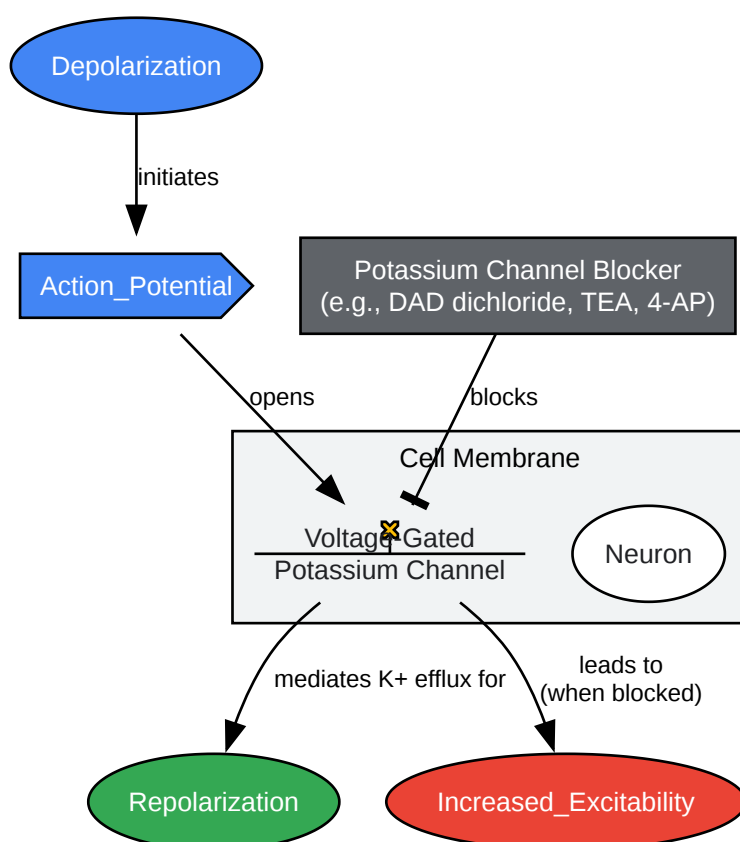 Depolarization
initiates
Action_Potential
Potassium Channel Blocker
(e.g., DAD dichloride, TEA, 4-AP)
opens
blocks
Cell Membrane
Voltage-Gated
Potassium Channel
Neuron
mediates K+ efflux for
leads to
(when blocked)
Repolarization
Increased_Excitability